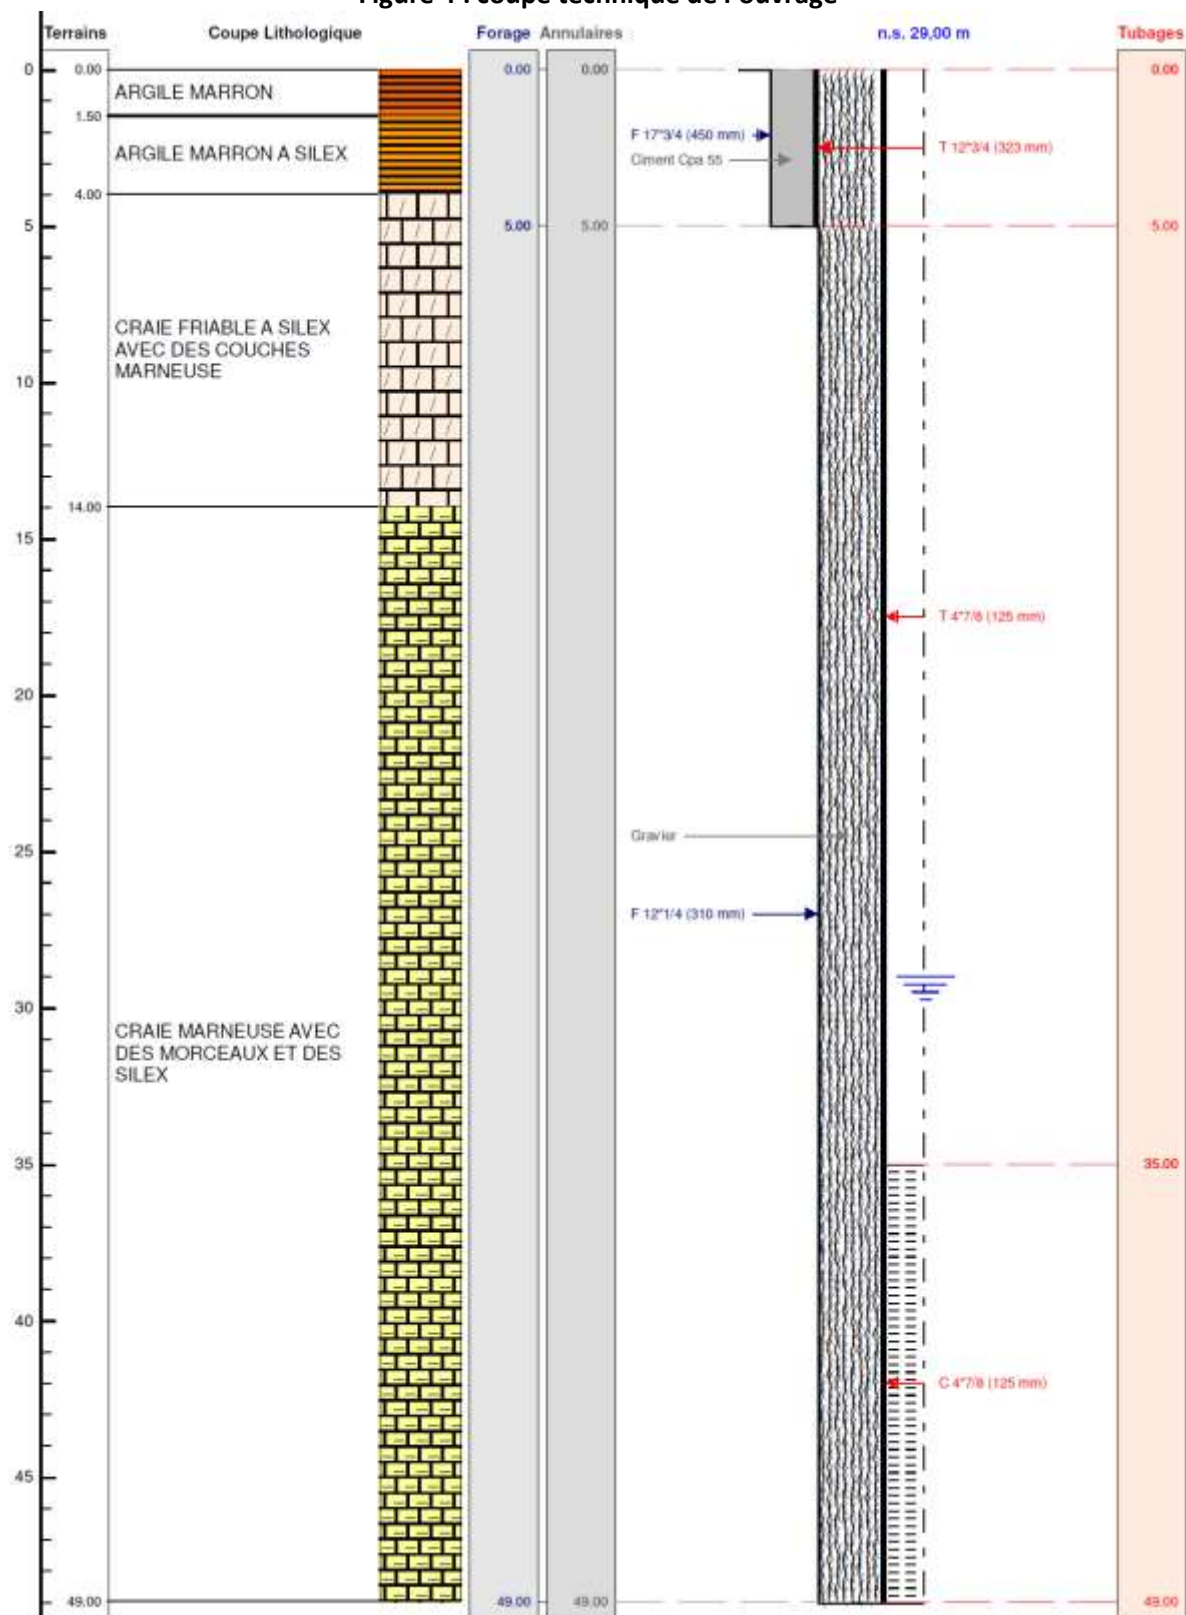 Figure 4 : coupe technique de l'ouvrage
Terrains Coupe Lithologique Forage Annulaires n.s. 29,00 m Tubages
0 0.00 0.00 0.00 0.00
ARGILE MARRON
1.50
F 17"3/4 (450 mm)
T 12"3/4 (323 mm)
ARGILE MARRON A SILEX
Ciment Cpa 55
4.00
5 5.00 5.00 5.00
CRAIE FRIABLE A SILEX
AVEC DES COUCHES
MARNEUSE
10
14.00
15
T 4"7/8 (125 mm)
20
Gravier
25
F 12"1/4 (310 mm)
30
CRAIE MARNEUSE AVEC
DES MORCEAUX ET DES
SILEX
35 35.00
40
C 4"7/8 (125 mm)
45
49.00 49.00 49.00 49.00